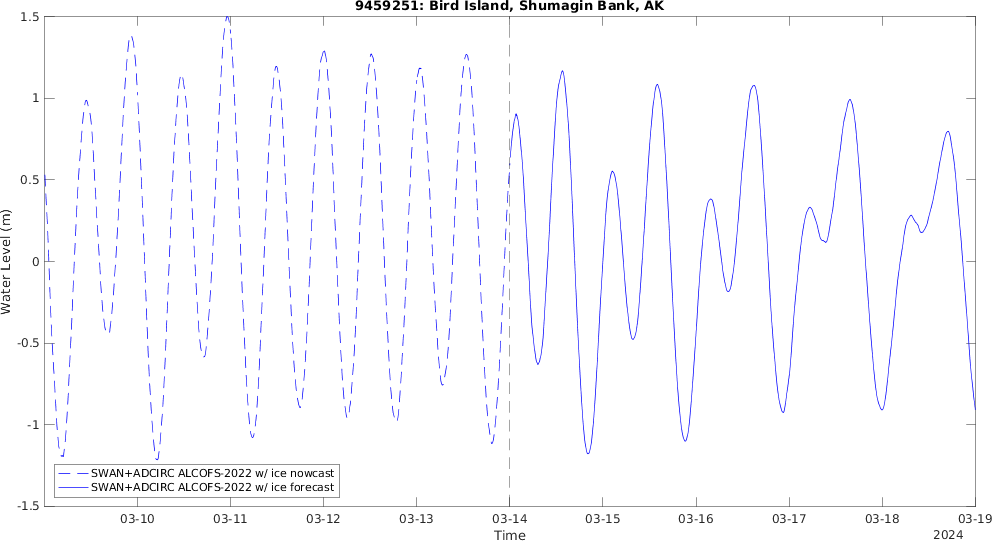 9459251: Bird Island, Shumagin Bank, AK
1.5
1
0.5
0
-0.5
-1
-1.5
Water Level (m)
SWAN+ADCIRC ALCOFS-2022 w/ ice nowcast
SWAN+ADCIRC ALCOFS-2022 w/ ice forecast
03-10 03-11 03-12 03-13 03-14 03-15 03-16 03-17 03-18 03-19
Time
2024